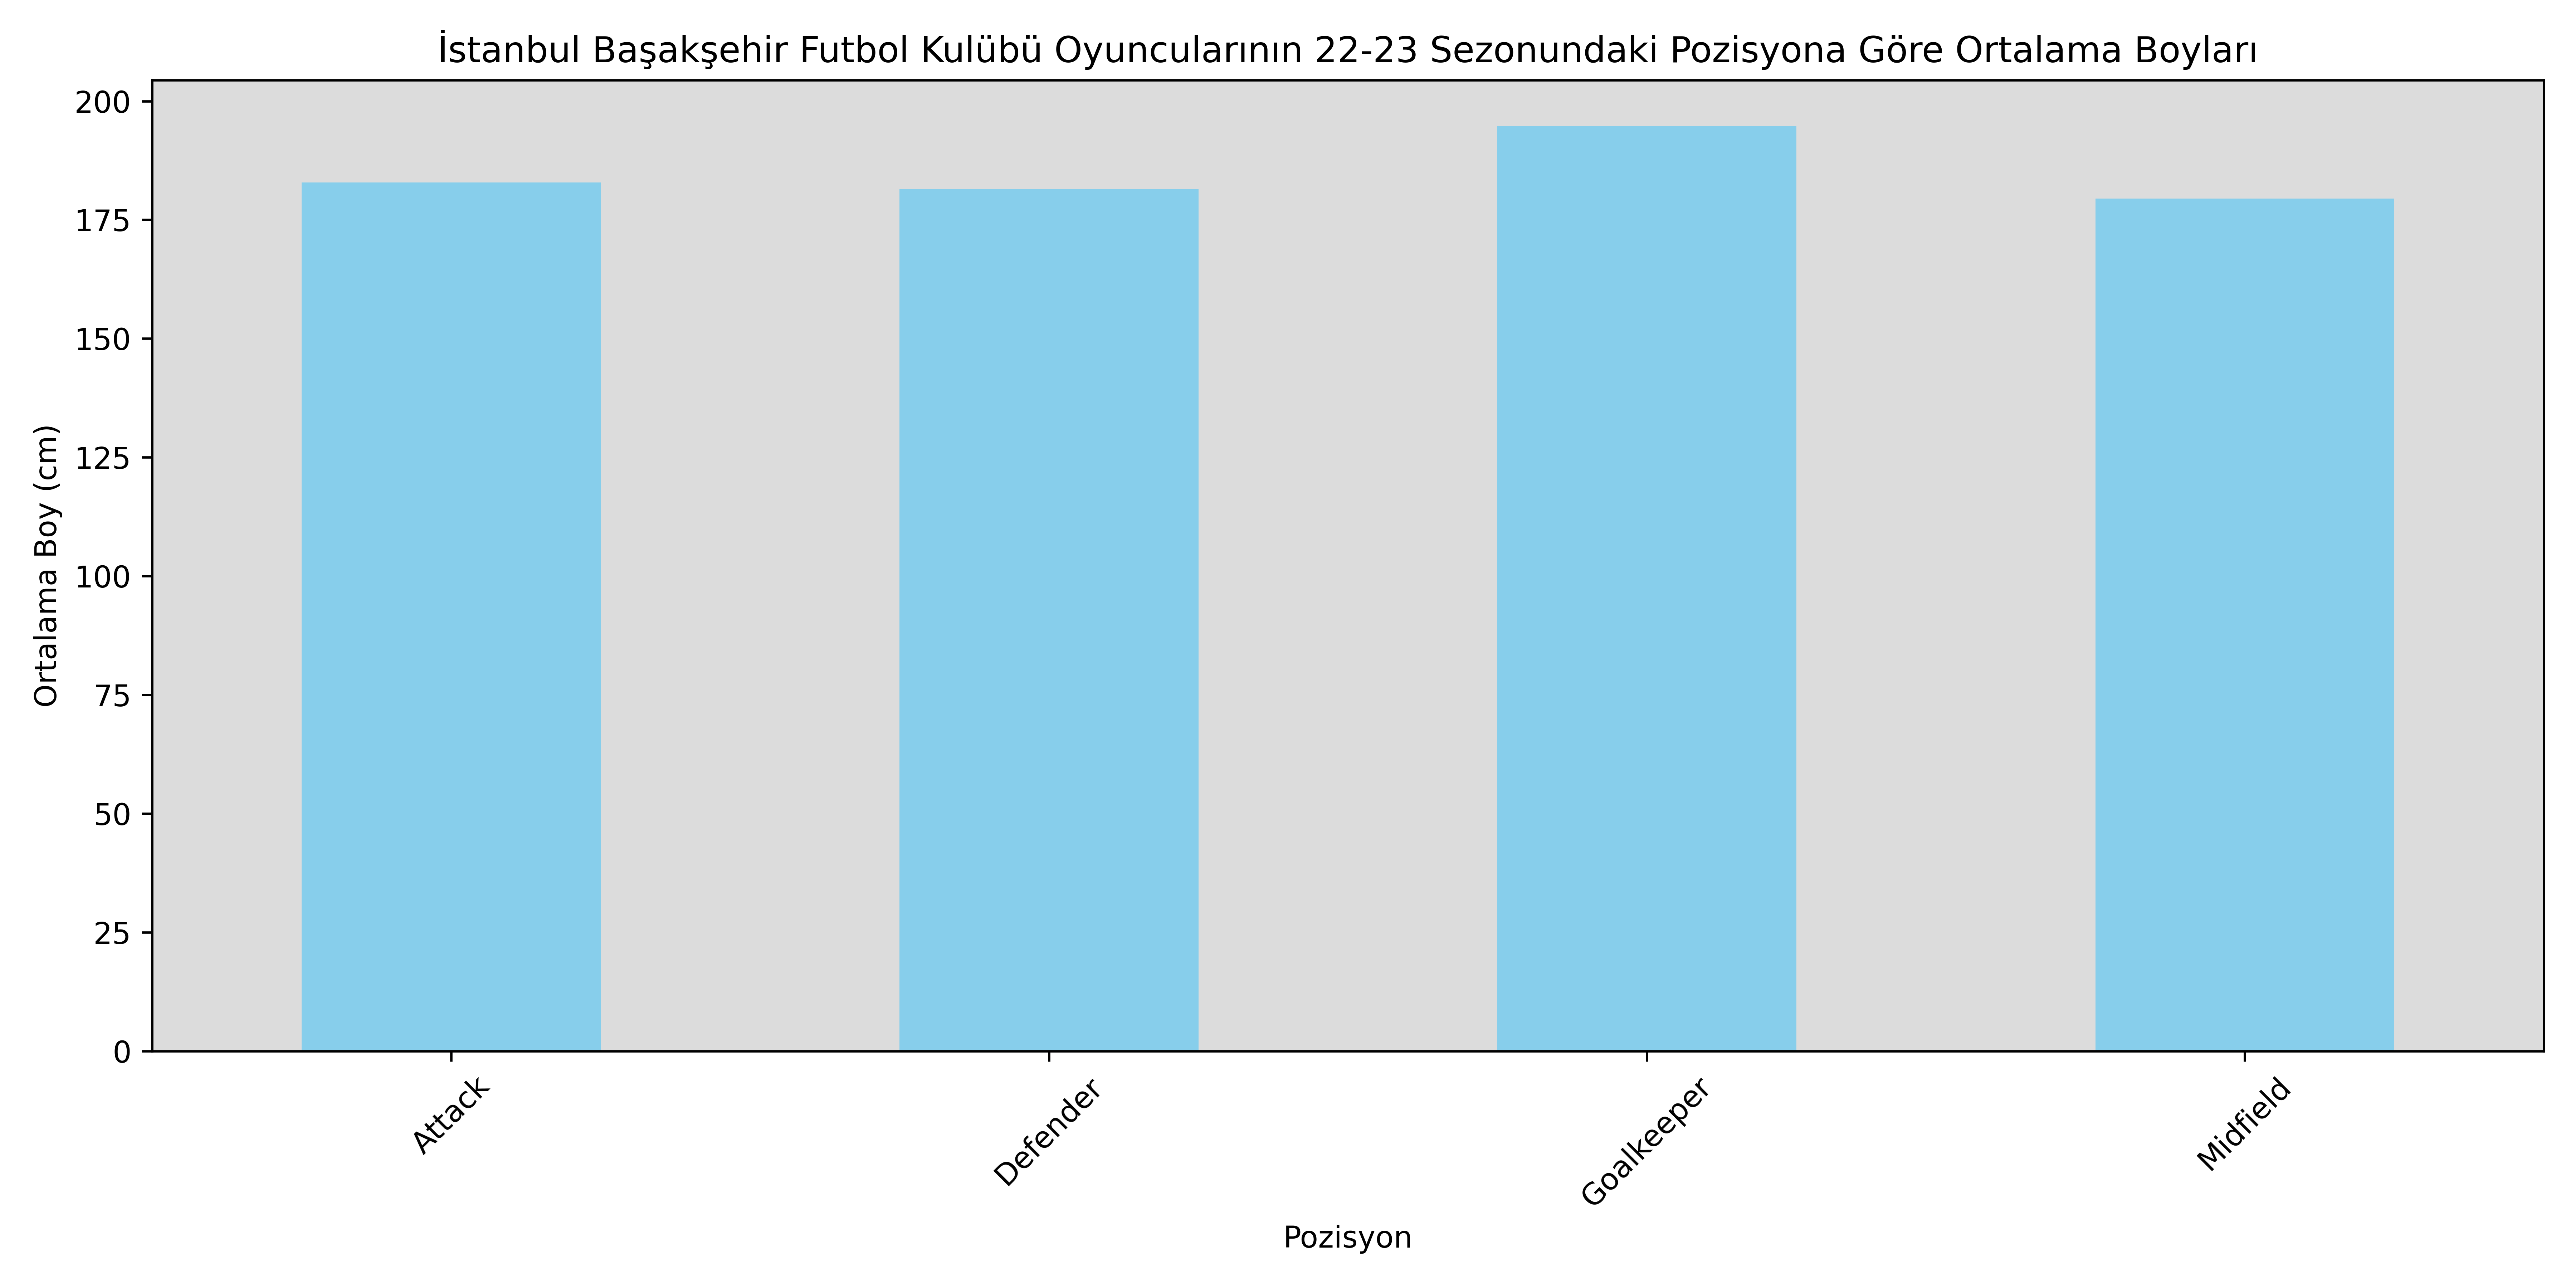 İstanbul Başakşehir Futbol Kulübü Oyuncularının 22-23 Sezonundaki Pozisyona Göre Ortalama Boyları
200
175
150
125
100
75
50
25
0
Ortalama Boy (cm)
Attack
Defender
Goalkeeper
Midfield
Pozisyon